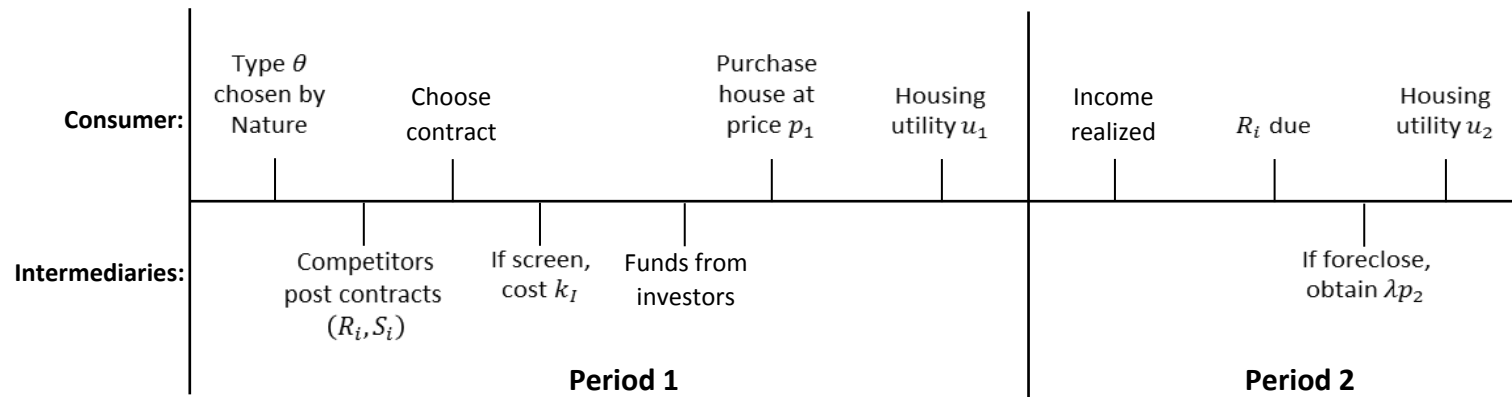 Consumer:
Type θ
chosen by
Nature
Choose
contract
Purchase
house at
price p₁
Housing
utility u₁
Income
realized
Rᵢ due
Housing
utility u₂
Intermediaries:
Competitors
post contracts
(Rᵢ, Sᵢ)
If screen,
cost k_I
Funds from
investors
If foreclose,
obtain λp₂
Period 1
Period 2